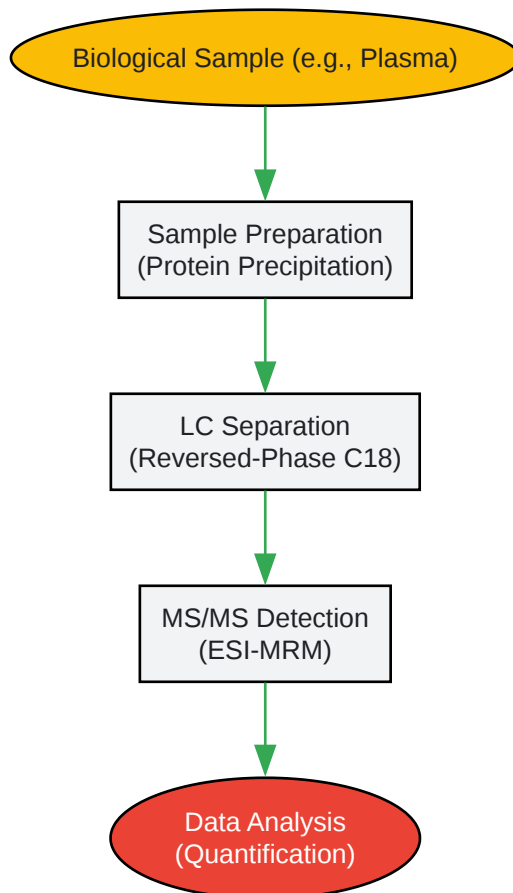 Biological Sample (e.g., Plasma)
Sample Preparation
(Protein Precipitation)
LC Separation
(Reversed-Phase C18)
MS/MS Detection
(ESI-MRM)
Data Analysis
(Quantification)